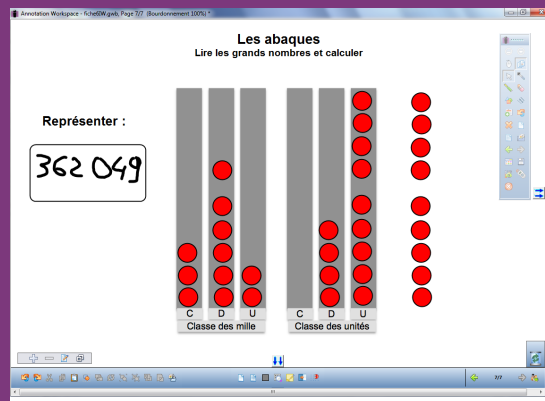 Annotation Workspace - fiche6SW.gwb, Page 7/7 (Bourdonnement 100%) *
Les abaques
Lire les grands nombres et calculer
Représenter :
362 049
C D U C D U
Classe des mille Classe des unités
7/7